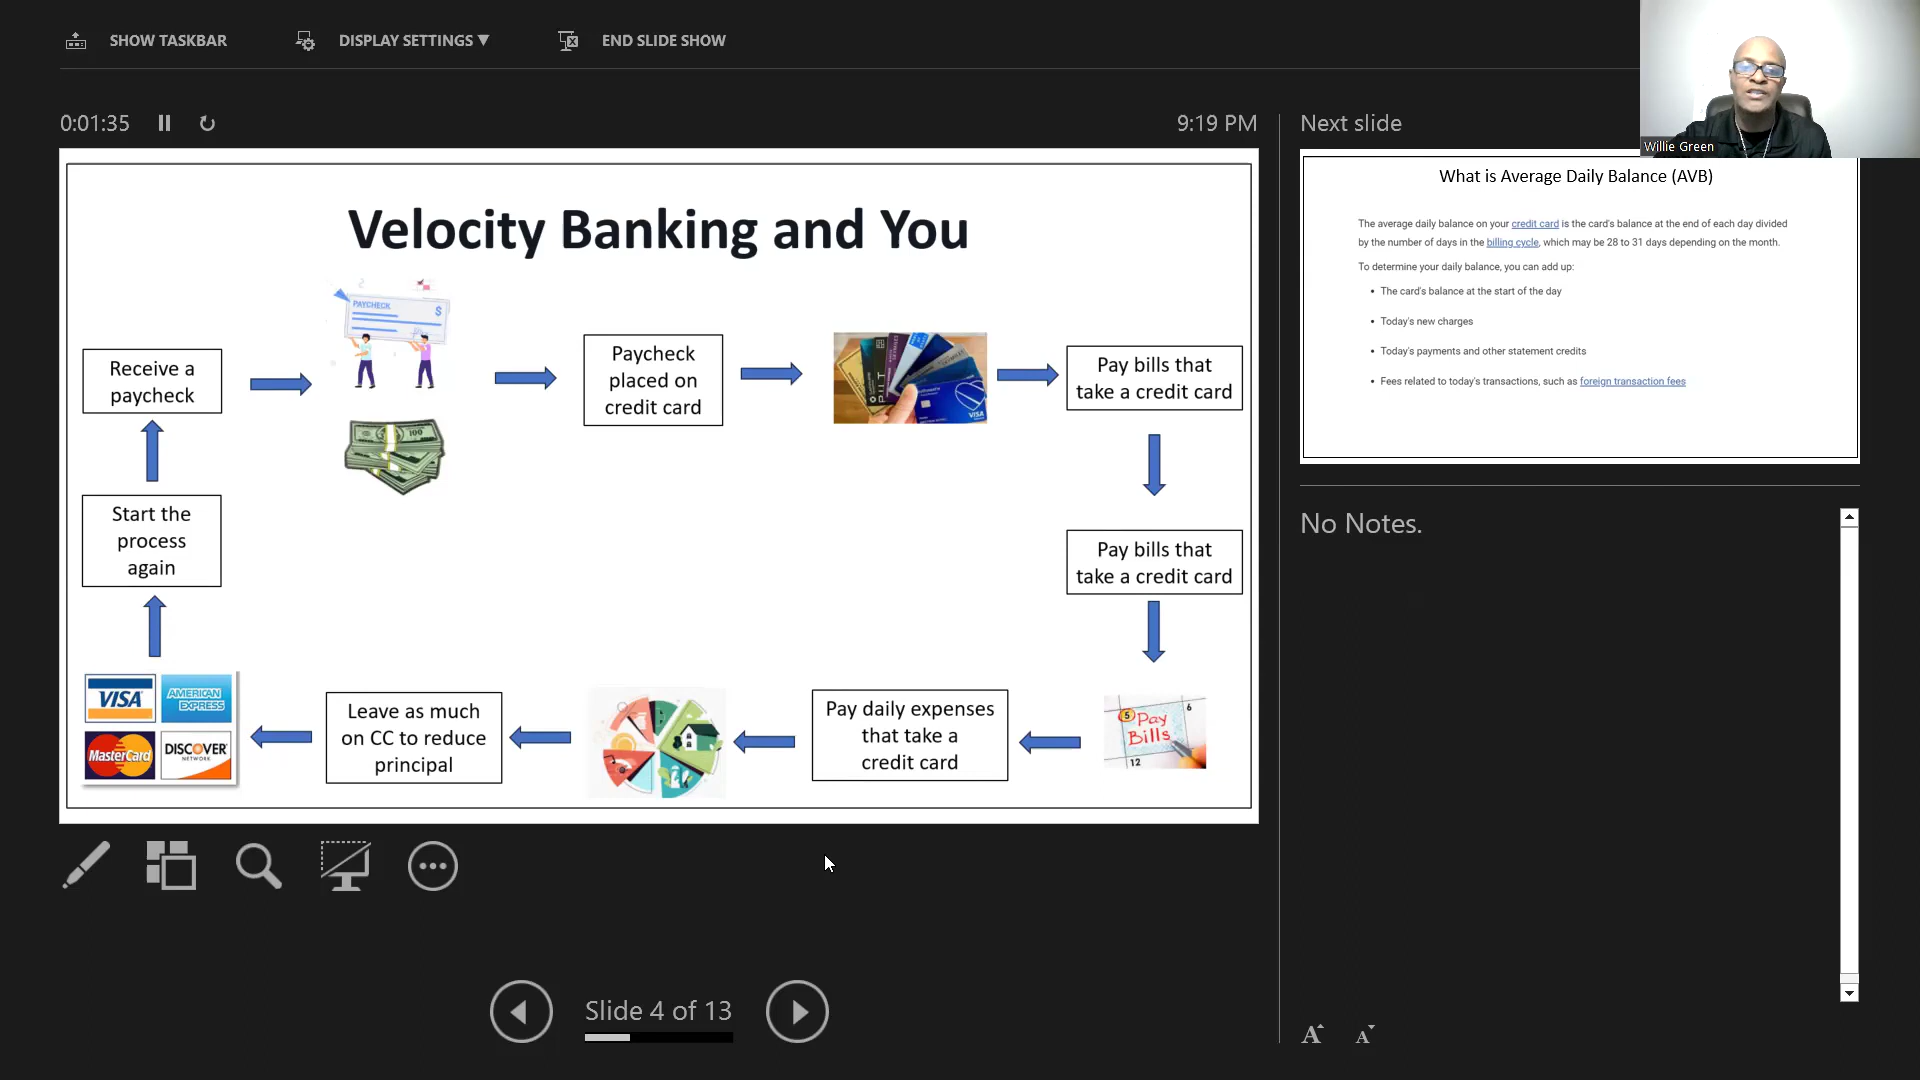 SHOW TASKBAR
DISPLAY SETTINGS ▼
END SLIDE SHOW
0:01:35
9:19 PM
Next slide
Willie Green
Velocity Banking and You
PAYCHECK
$
Receive a
paycheck
Paycheck
placed on
credit card
VISA
Pay bills that
take a credit card
100
Start the
process
again
Pay bills that
take a credit card
VISA
AMERICAN
EXPRESS
MasterCard
DISCOVER
NETWORK
Leave as much
on CC to reduce
principal
Pay daily expenses
that take a
credit card
5
6
Pay
Bills
12
What is Average Daily Balance (AVB)
The average daily balance on your credit card is the card's balance at the end of each day divided
by the number of days in the billing cycle, which may be 28 to 31 days depending on the month.
To determine your daily balance, you can add up:
• The card's balance at the start of the day
• Today's new charges
• Today's payments and other statement credits
• Fees related to today's transactions, such as foreign transaction fees
No Notes.
Slide 4 of 13
A
A